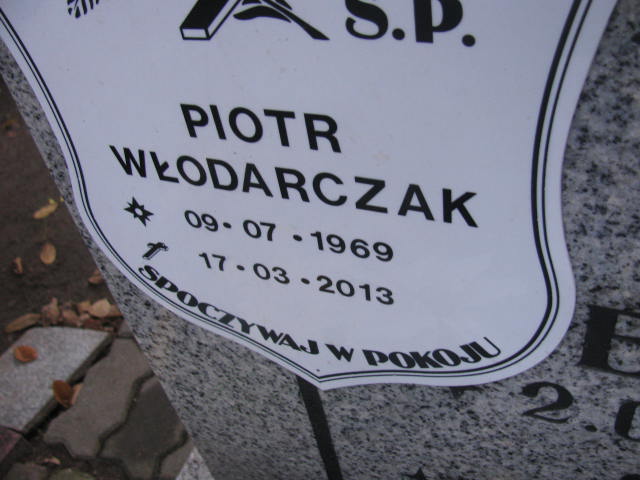 Ś.P.
PIOTR
WŁODARCZAK
09 · 07 · 1969
17 · 03 · 2013
SPOCZYWAJ W POKOJU